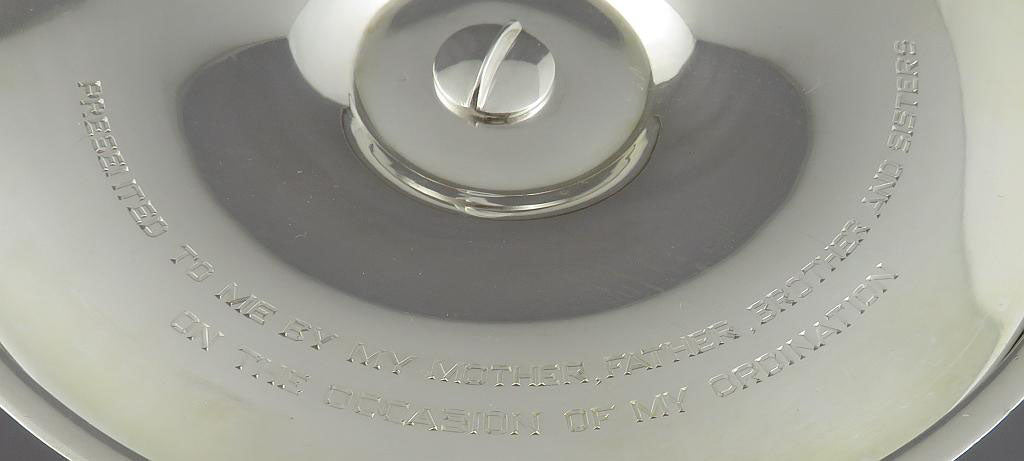 PRESENTED TO ME BY MY MOTHER, FATHER, BROTHER AND SISTERS
ON THE OCCASION OF MY ORDINATION